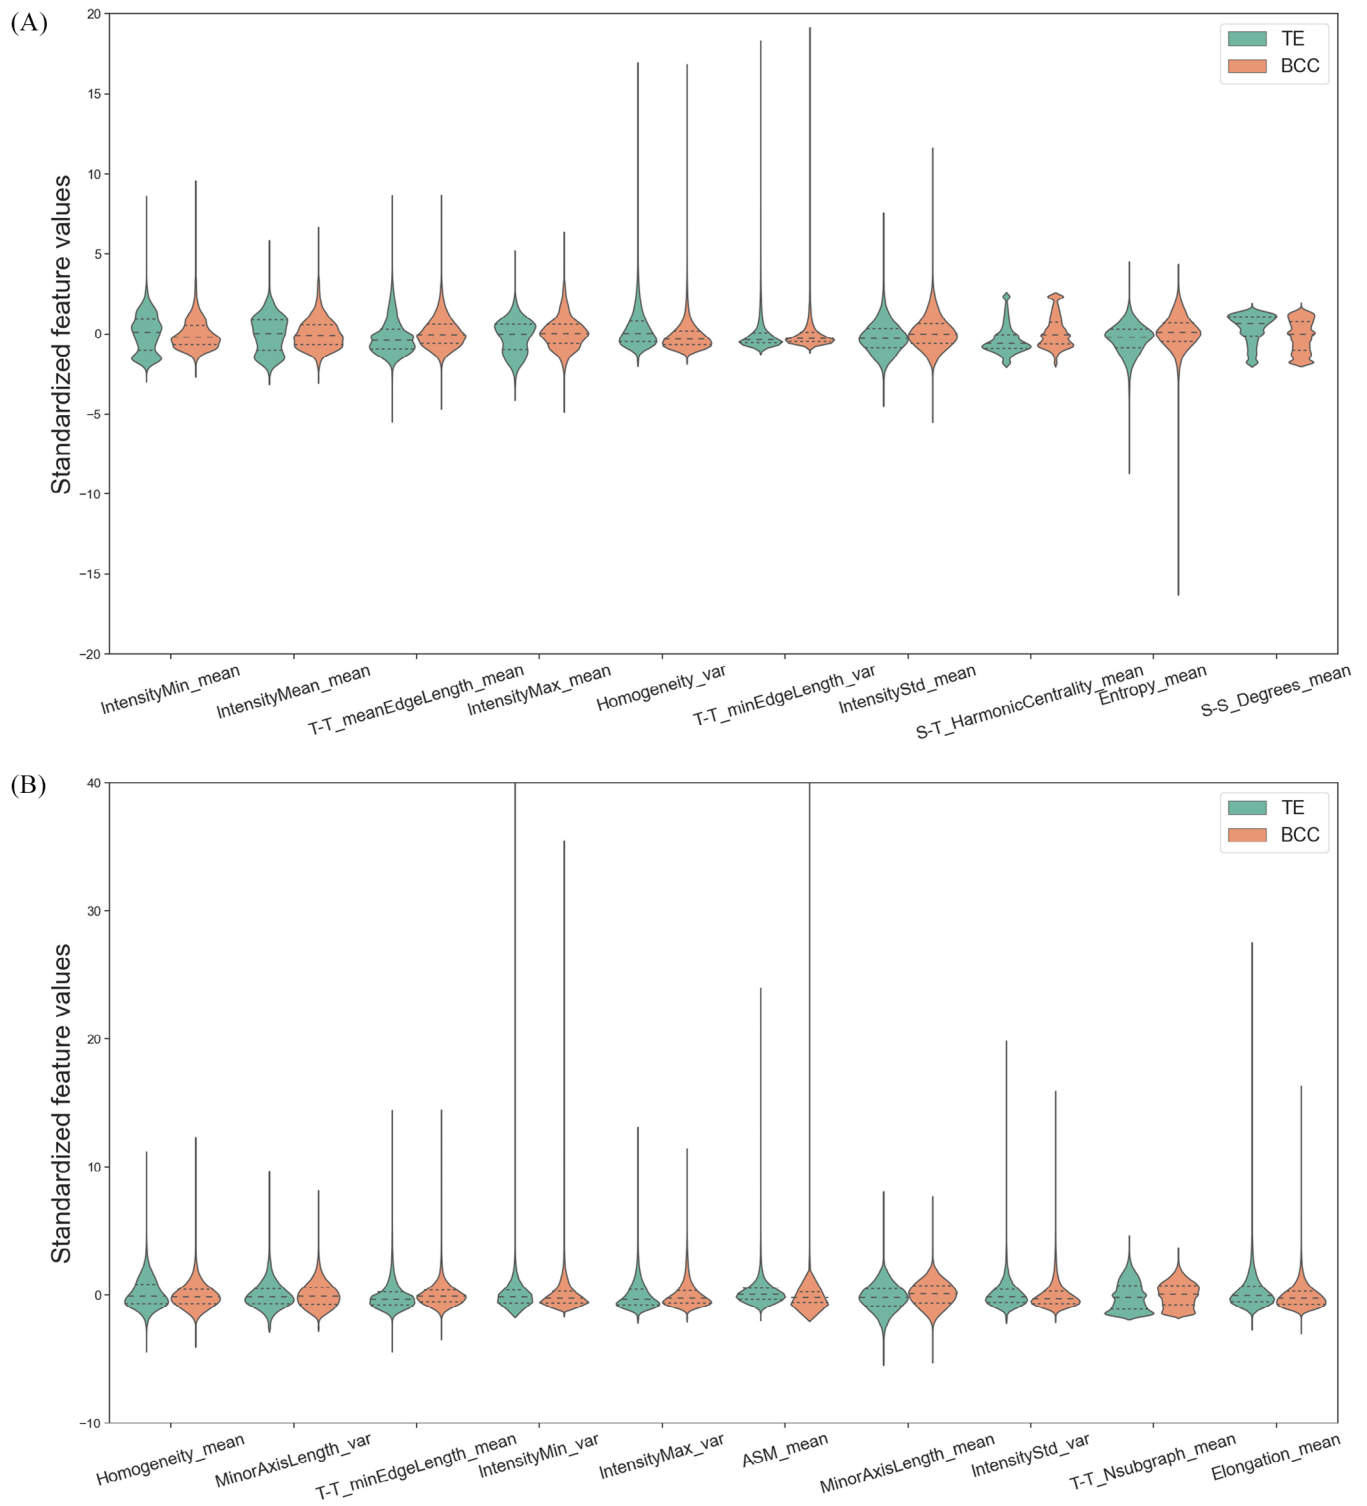 (A)
20
15
10
5
0
−5
−10
−15
−20
Standardized feature values
TE
BCC
IntensityMin_mean
IntensityMean_mean
T-T_meanEdgeLength_mean
IntensityMax_mean
Homogeneity_var
T-T_minEdgeLength_var
IntensityStd_mean
S-T_HarmonicCentrality_mean
Entropy_mean
S-S_Degrees_mean
(B)
40
30
20
10
0
−10
Standardized feature values
TE
BCC
Homogeneity_mean
MinorAxisLength_var
T-T_minEdgeLength_mean
IntensityMin_var
IntensityMax_var
ASM_mean
MinorAxisLength_mean
IntensityStd_var
T-T_Nsubgraph_mean
Elongation_mean